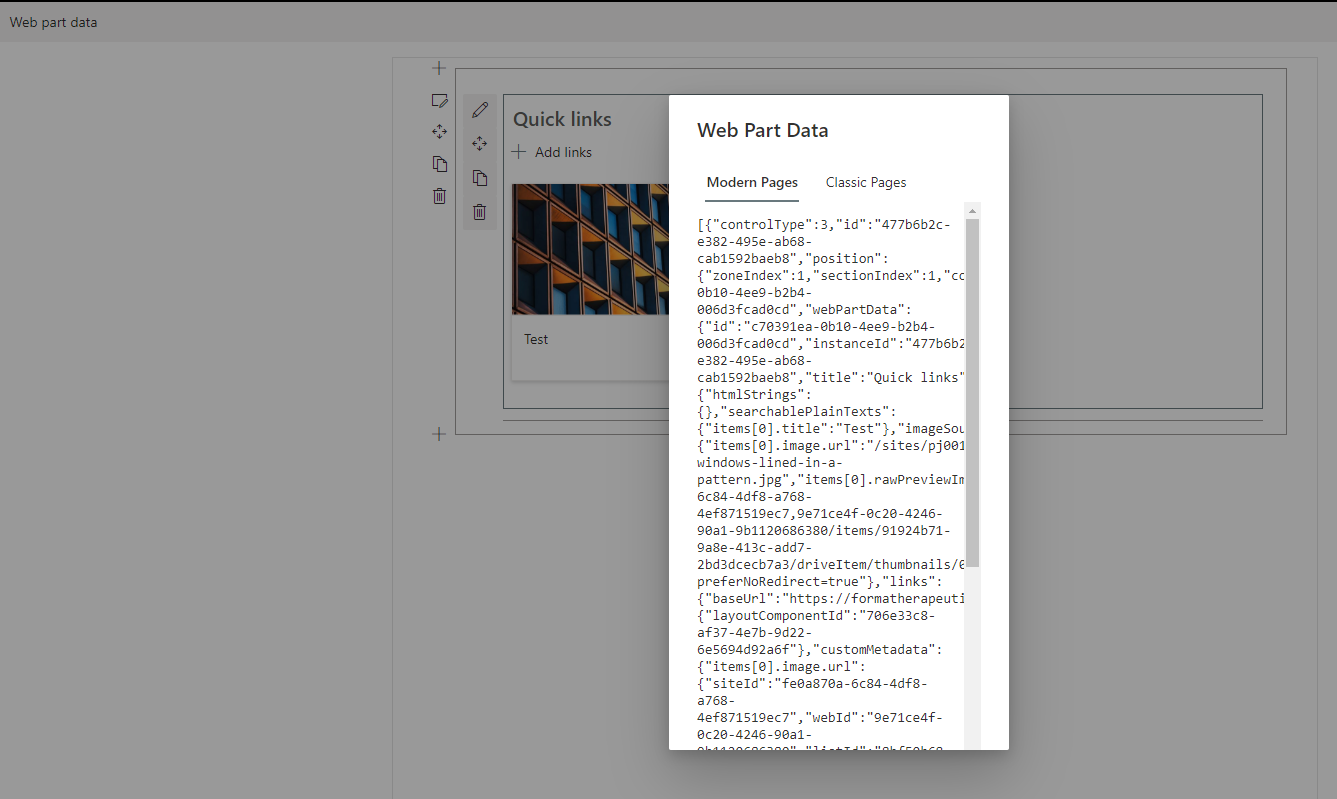 Web part data
Quick links
Add links
Test
Web Part Data
Modern Pages Classic Pages
[{"controlType":3,"id":"477b6b2c-
e382-495e-ab68-
cab1592baeb8","position":
{"zoneIndex":1,"sectionIndex":1,"co
0b10-4ee9-b2b4-
006d3fcad0cd","webPartData":
{"id":"c70391ea-0b10-4ee9-b2b4-
006d3fcad0cd","instanceId":"477b6b2
e382-495e-ab68-
cab1592baeb8","title":"Quick links"
{"htmlStrings":
{},"searchablePlainTexts":
{"items[0].title":"Test"},"imageSou
{"items[0].image.url":"/sites/pj001
windows-lined-in-a-
pattern.jpg","items[0].rawPreviewIm
6c84-4df8-a768-
4ef871519ec7,9e71ce4f-0c20-4246-
90a1-9b1120686380/items/91924b71-
9a8e-413c-add7-
2bd3dcecb7a3/driveItem/thumbnails/0
preferNoRedirect=true"},"links":
{"baseUrl":"https://formatherapeuti
{"layoutComponentId":"706e33c8-
af37-4e7b-9d22-
6e5694d92a6f"},"customMetadata":
{"items[0].image.url":
{"siteId":"fe0a870a-6c84-4df8-
a768-
4ef871519ec7","webId":"9e71ce4f-
0c20-4246-90a1-